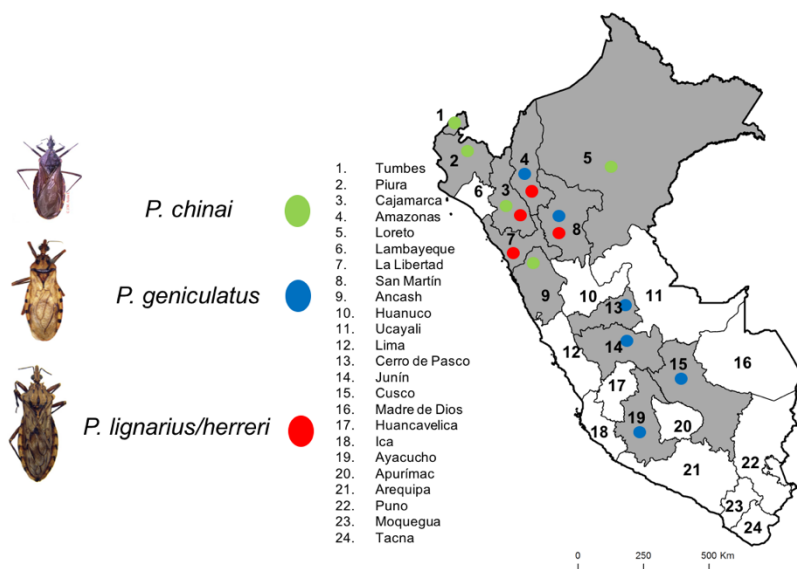 P. chinai
P. geniculatus
P. lignarius/herreri
1. Tumbes
2. Piura
3. Cajamarca
4. Amazonas
5. Loreto
6. Lambayeque
7. La Libertad
8. San Martín
9. Ancash
10. Huanuco
11. Ucayali
12. Lima
13. Cerro de Pasco
14. Junín
15. Cusco
16. Madre de Dios
17. Huancavelica
18. Ica
19. Ayacucho
20. Apurímac
21. Arequipa
22. Puno
23. Moquegua
24. Tacna
1
2
3
4
5
6
7
8
9
10
11
12
13
14
15
16
17
18
19
20
21
22
23
24
0 250 500 Km